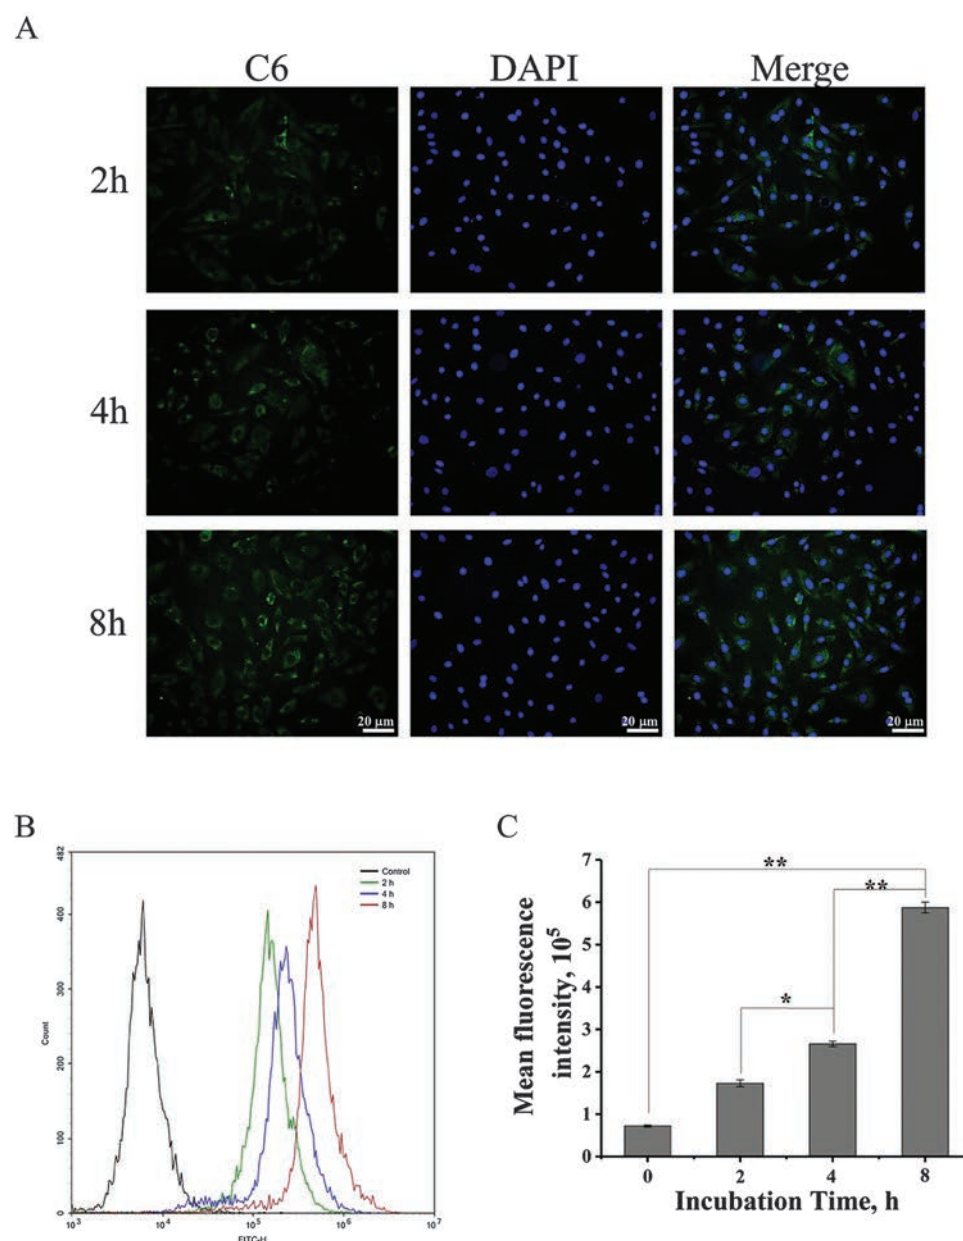 A
C6 DAPI Merge
2h
4h
8h
20 μm 20 μm 20 μm
B
482
400
300
200
100
0
Count
Control
2 h
4 h
8 h
10³ 10⁴ 10⁵ 10⁶ 10⁷
FITC-H
C
Mean fluorescence
intensity, 10⁵
7
6
5
4
3
2
1
0
**
**
*
0 2 4 8
Incubation Time, h